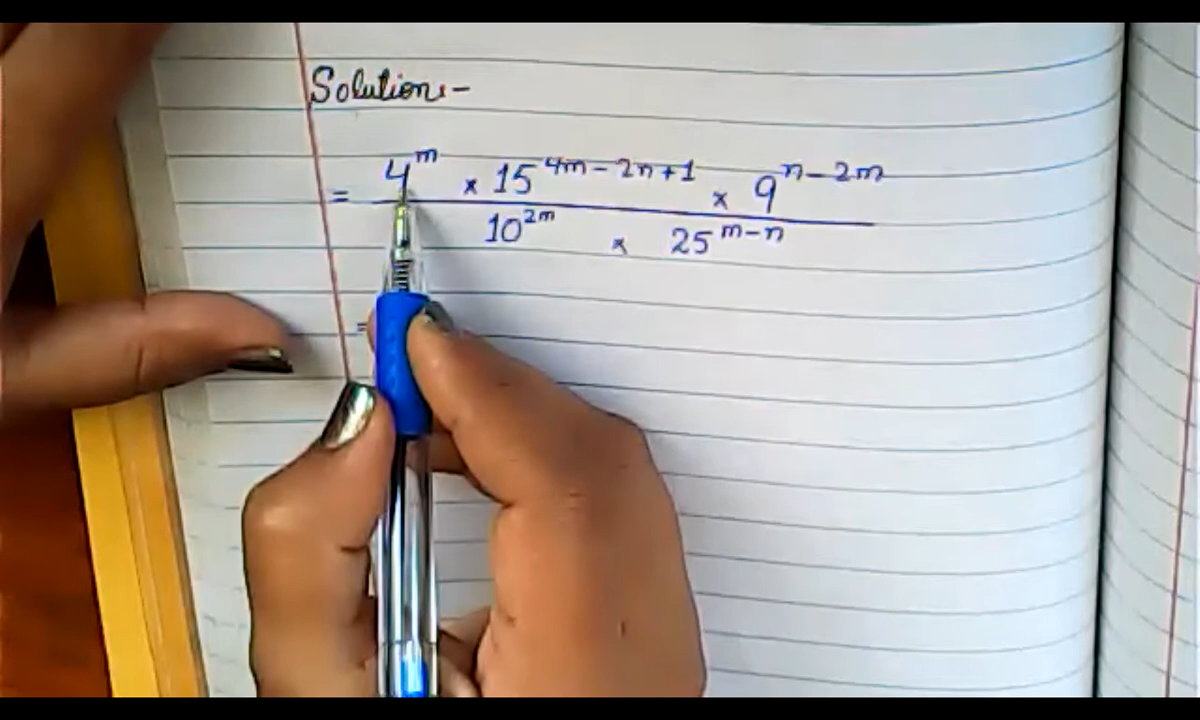 Solution:-
= 4^m × 15^(4m-2n+1) × 9^(n-2m)
10^(2m) × 25^(m-n)
=